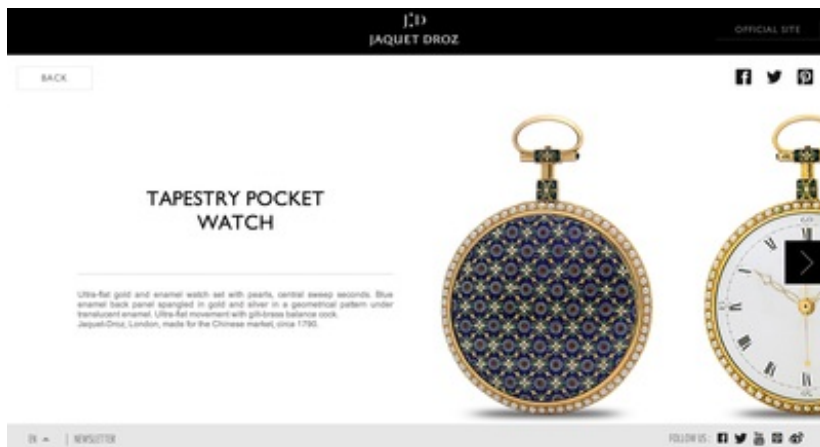 JD
JAQUET DROZ
OFFICIAL SITE
BACK
TAPESTRY POCKET
WATCH
Ultra-flat gold and enamel watch set with pearls, central sweep seconds. Blue
enamel back panel spangled in gold and silver in a geometrical pattern under
translucent enamel. Ultra-flat movement with gilt-brass balance cock.
Jaquet-Droz, London, made for the Chinese market, circa 1790.
EN
NEWSLETTER
FOLLOW US :